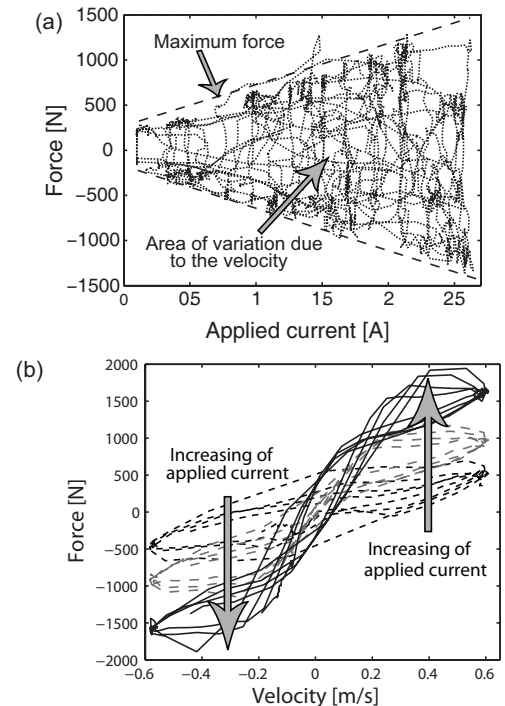 (a)
1500
1000
500
0
−500
−1000
−1500
Force [N]
Maximum force
Area of variation due
to the velocity
0 05 1 15 2 25
Applied current [A]
(b)
2000
1500
1000
500
0
−500
−1000
−1500
−2000
Force [N]
Increasing of
applied current
Increasing of
applied current
−0.6 −0.4 −0.2 0 0.2 0.4 0.6
Velocity [m/s]